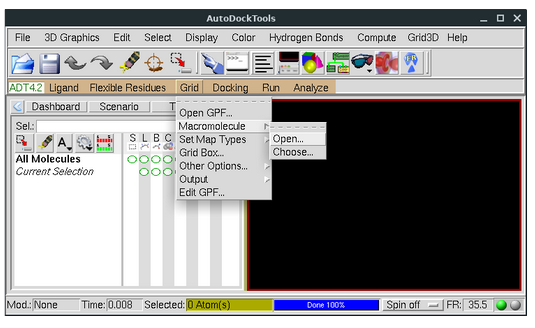 AutoDockTools
File 3D Graphics Edit Select Display Color Hydrogen Bonds Compute Grid3D Help
ADT4.2 Ligand Flexible Residues Grid Docking Run Analyze
Dashboard Scenario T
Open GPF...
Macromolecule
Set Map Types
Grid Box...
Other Options...
Output
Edit GPF...
Open...
Choose...
Sel.:
S L B C
All Molecules
Current Selection
Mod.: None Time: 0.008 Selected: 0 Atom(s) Done 100% Spin off FR: 35.5